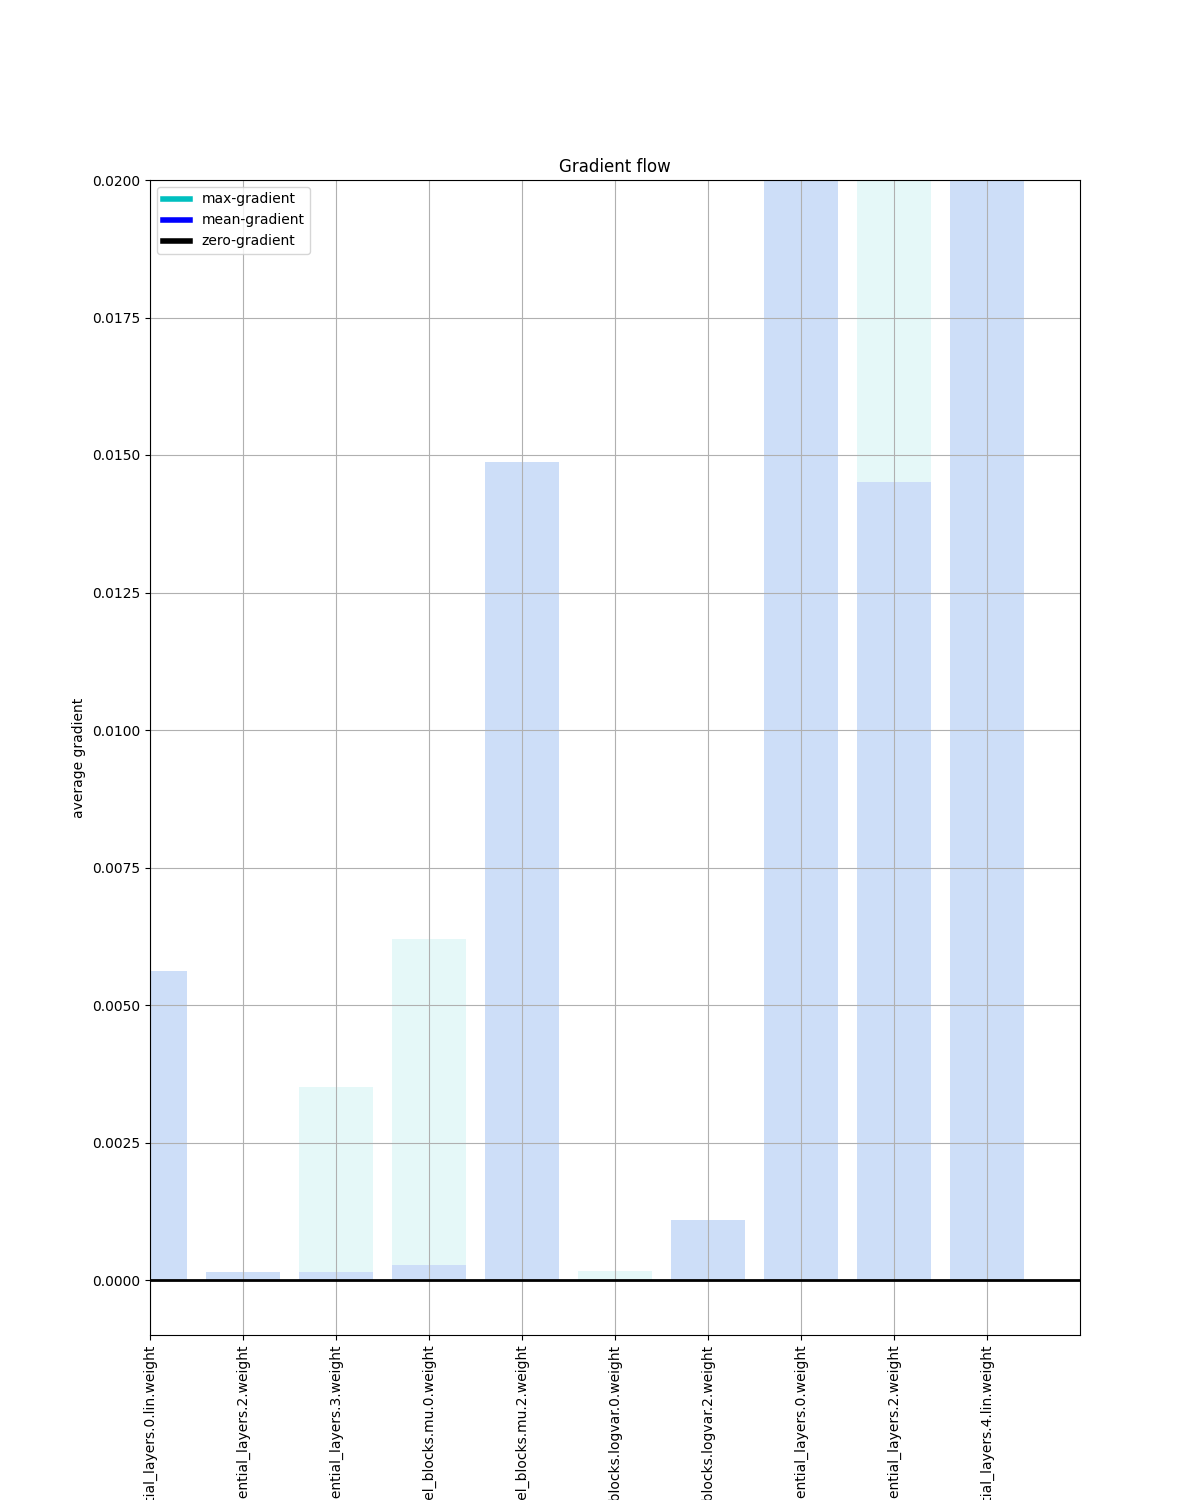 Gradient flow
max-gradient
mean-gradient
zero-gradient
0.0200
0.0175
0.0150
0.0125
0.0100
0.0075
0.0050
0.0025
0.0000
average gradient
tial_layers.0.lin.weight
ential_layers.2.weight
ential_layers.3.weight
el_blocks.mu.0.weight
el_blocks.mu.2.weight
blocks.logvar.0.weight
blocks.logvar.2.weight
ential_layers.0.weight
ential_layers.2.weight
tial_layers.4.lin.weight